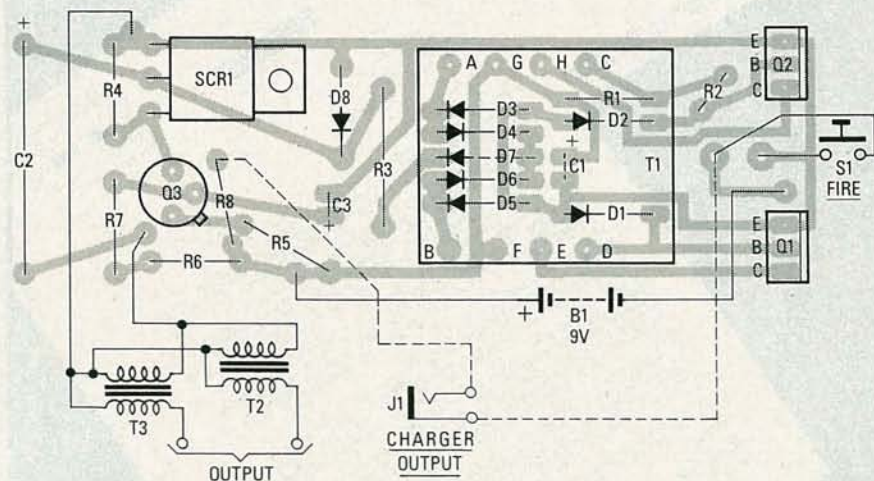 +
R4
SCR1
D8
C2
R7
Q3
R8
R6
R5
C3
+
R3
A G H C
D3
D4
D7
D6
D5
R1
D2
+
C1
D1
T1
B F E D
R2
E
B
C
Q2
S1
FIRE
E
B
C
Q1
+
B1
9V
T3
T2
OUTPUT
J1
CHARGER
OUTPUT